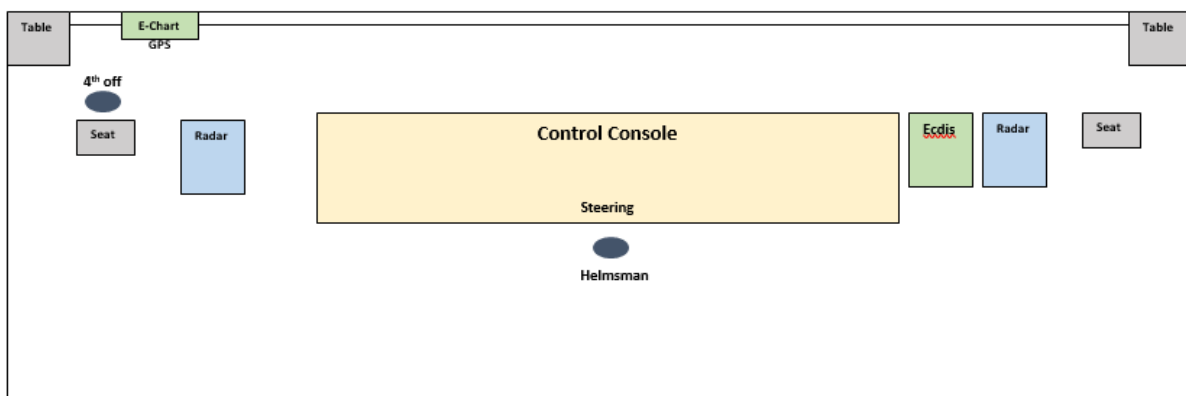 Table
E-Chart
GPS
Table
4th off
Seat
Radar
Control Console
Steering
Ecdis
Radar
Seat
Helmsman